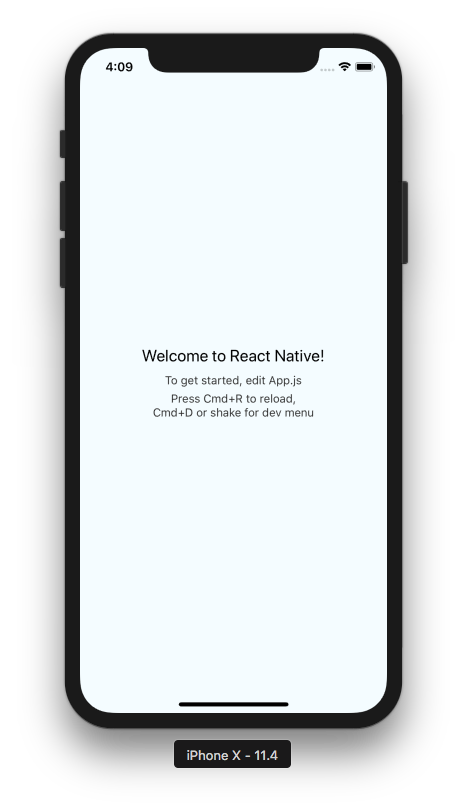 4:09
Welcome to React Native!
To get started, edit App.js
Press Cmd+R to reload,
Cmd+D or shake for dev menu
iPhone X - 11.4